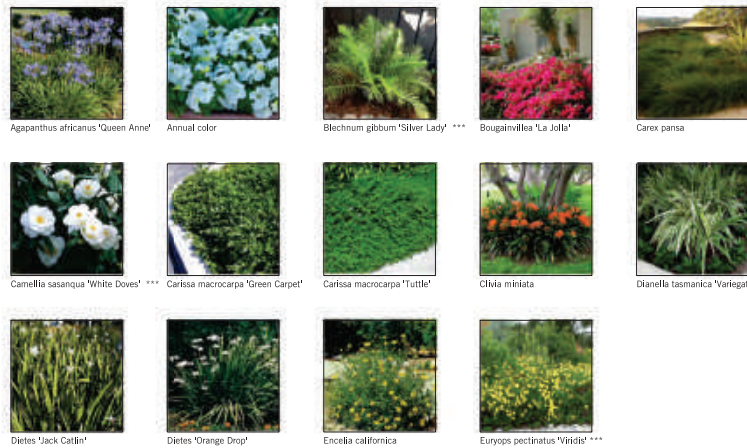 Agapanthus africanus 'Queen Anne'
Annual color
Blechnum gibbum 'Silver Lady' ***
Bougainvillea 'La Jolla'
Carex pansa
Camellia sasanqua 'White Doves' ***
Carissa macrocarpa 'Green Carpet'
Carissa macrocarpa 'Tuttle'
Clivia miniata
Dianella tasmanica 'Variegat
Dietes 'Jack Catlin'
Dietes 'Orange Drop'
Encelia californica
Euryops pectinatus 'Viridis' ***